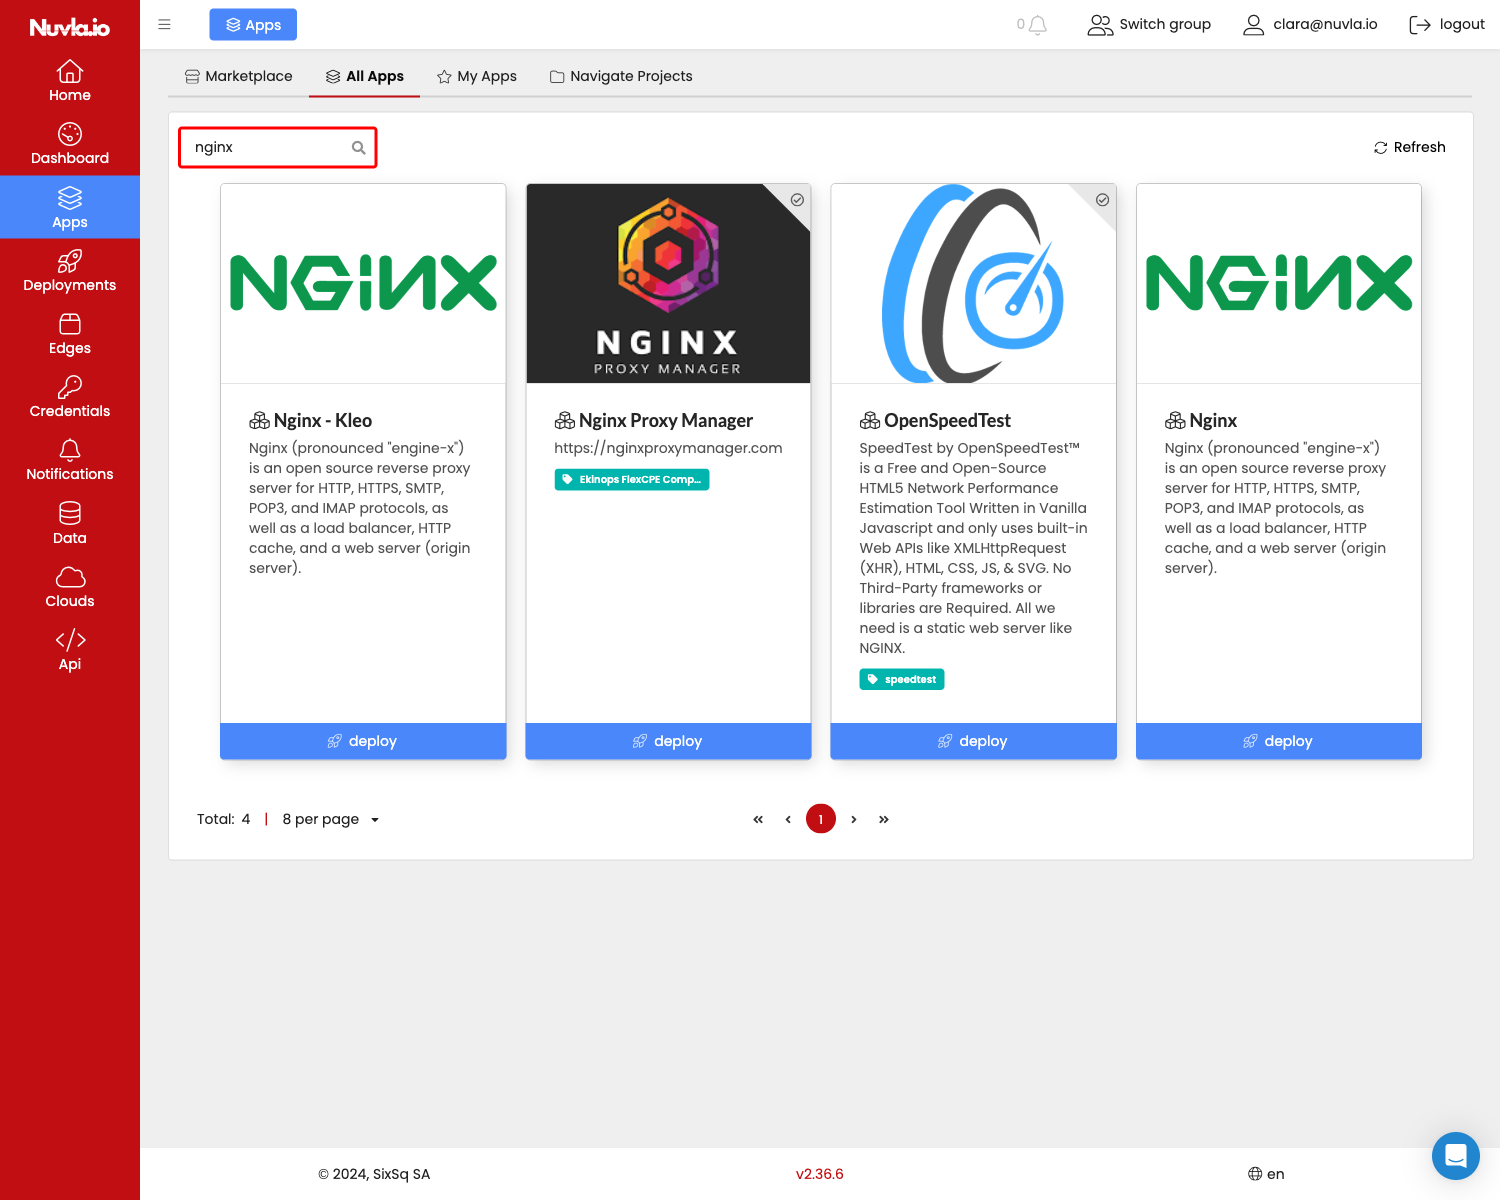 Nuvla.io
Home
Dashboard
Apps
Deployments
Edges
Credentials
Notifications
Data
Clouds
Api
Apps
0
Switch group
clara@nuvla.io
logout
Marketplace
All Apps
My Apps
Navigate Projects
nginx
Refresh
NGINX
Nginx - Kleo
Nginx (pronounced "engine-x")
is an open source reverse proxy
server for HTTP, HTTPS, SMTP,
POP3, and IMAP protocols, as
well as a load balancer, HTTP
cache, and a web server (origin
server).
deploy
NGINX
PROXY MANAGER
Nginx Proxy Manager
https://nginxproxymanager.com
Ekinops FlexCPE Comp...
deploy
OpenSpeedTest
SpeedTest by OpenSpeedTest™
is a Free and Open-Source
HTML5 Network Performance
Estimation Tool Written in Vanilla
Javascript and only uses built-in
Web APIs like XMLHttpRequest
(XHR), HTML, CSS, JS, & SVG. No
Third-Party frameworks or
libraries are Required. All we
need is a static web server like
NGINX.
speedtest
deploy
NGINX
Nginx
Nginx (pronounced "engine-x")
is an open source reverse proxy
server for HTTP, HTTPS, SMTP,
POP3, and IMAP protocols, as
well as a load balancer, HTTP
cache, and a web server (origin
server).
deploy
Total: 4 | 8 per page
« ‹ 1 › »
© 2024, SixSq SA
v2.36.6
en